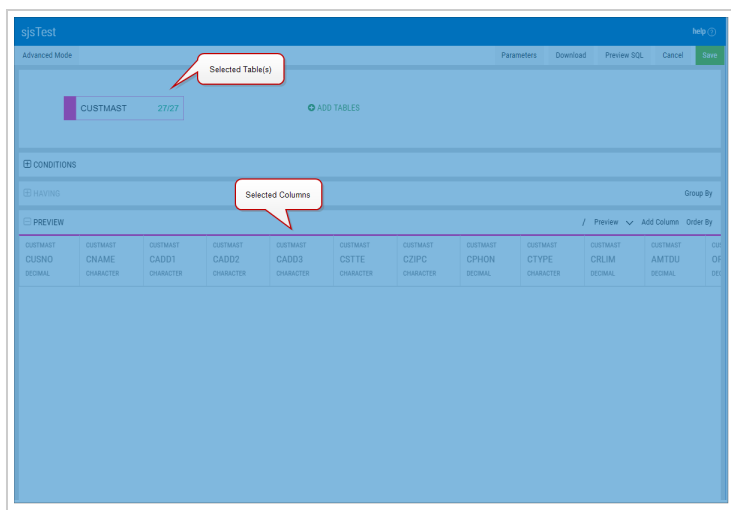 sjsTest help ?
Advanced Mode Parameters Download Preview SQL Cancel Save
Selected Table(s)
CUSTMAST 27/27 ADD TABLES
CONDITIONS
HAVING Group By
Selected Columns
PREVIEW / Preview Add Column Order By
CUSTMAST CUSTMAST CUSTMAST CUSTMAST CUSTMAST CUSTMAST CUSTMAST CUSTMAST CUSTMAST CUSTMAST CUSTMAST
CUSNO CNAME CADD1 CADD2 CADD3 CSTTE CZIPC CPHON CTYPE CRLIM AMTDU
DECIMAL CHARACTER CHARACTER CHARACTER CHARACTER CHARACTER CHARACTER DECIMAL CHARACTER DECIMAL DECIMAL